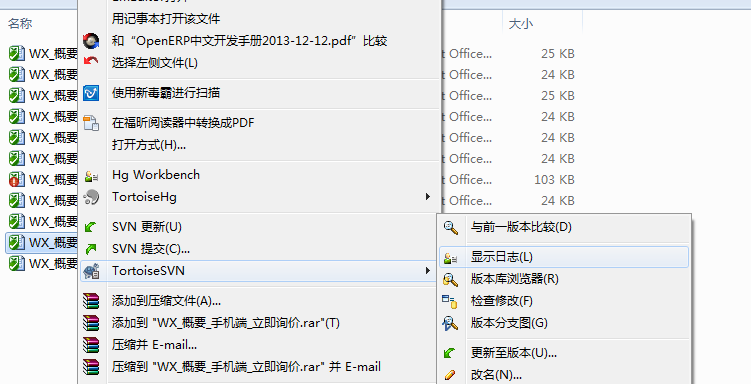 名称
大小
用记事本打开该文件
和“OpenERP中文开发手册2013-12-12.pdf”比较
选择左侧文件(L)
使用新毒霸进行扫描
在福昕阅读器中转换成PDF
打开方式(H)...
Hg Workbench
TortoiseHg
SVN 更新(U)
SVN 提交(C)...
TortoiseSVN
添加到压缩文件(A)...
添加到 "WX_概要_手机端_立即询价.rar"(T)
压缩并 E-mail...
压缩到 "WX_概要_手机端_立即询价.rar" 并 E-mail
与前一版本比较(D)
显示日志(L)
版本库浏览器(R)
检查修改(F)
版本分支图(G)
更新至版本(U)...
改名(N)...
WX_概要
WX_概要
WX_概要
WX_概要
WX_概要
WX_概要
WX_概要
WX_概要
WX_概要
WX_概要
WX_概要
t Office... 25 KB
t Office... 24 KB
t Office... 25 KB
t Office... 24 KB
t Office... 24 KB
t Office... 24 KB
t Office... 103 KB
t Office... 24 KB